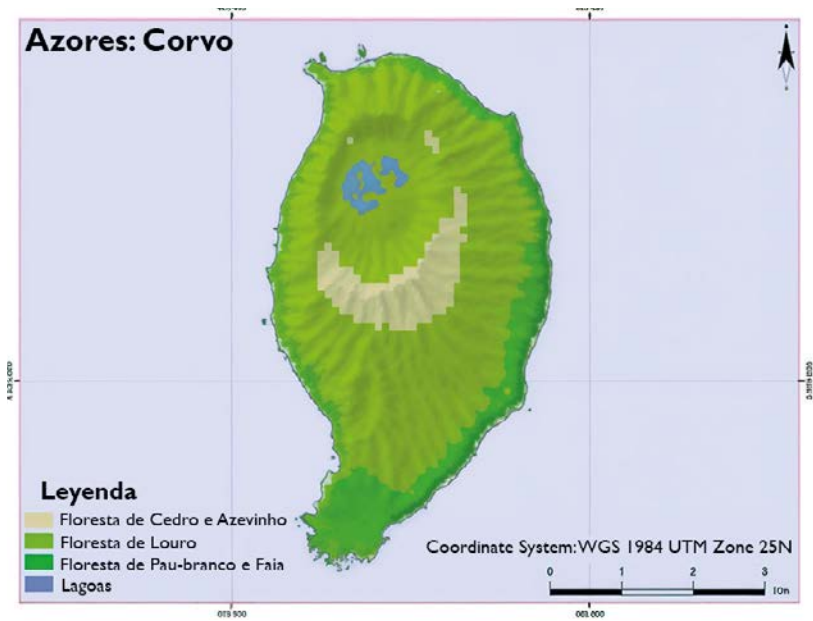 Azores: Corvo
Leyenda
Floresta de Cedro e Azevinho
Floresta de Louro
Floresta de Pau-branco e Faia
Lagoas
Coordinate System:WGS 1984 UTM Zone 25N
0 1 2 3